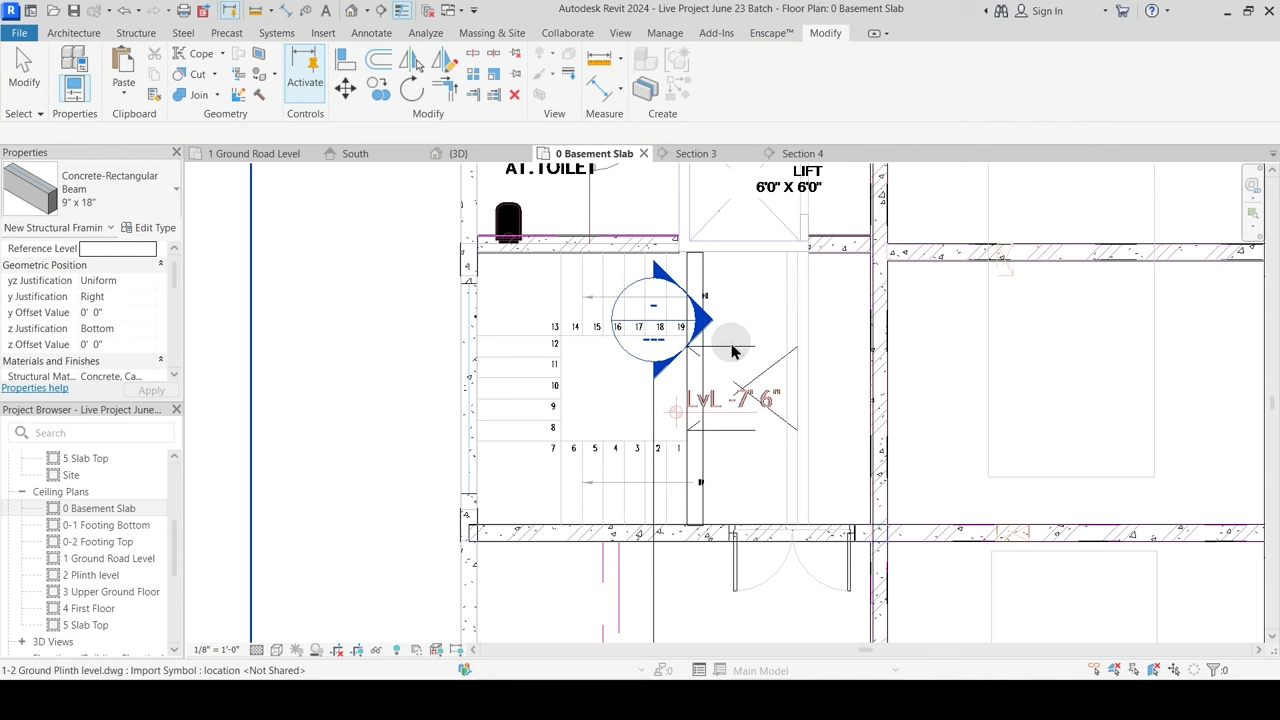 Autodesk Revit 2024 - Live Project June 23 Batch - Floor Plan: 0 Basement Slab
Sign In
File Architecture Structure Steel Precast Systems Insert Annotate Analyze Massing & Site Collaborate View Manage Add-Ins Enscape™ Modify
Modify
Paste
Cope
Cut
Join
Activate
Select Properties Clipboard Geometry Controls Modify View Measure Create
Properties
1 Ground Road Level South {3D} 0 Basement Slab Section 3 Section 4
Concrete-Rectangular
Beam
9" x 18"
New Structural Framin Edit Type
Reference Level
Geometric Position
yz Justification Uniform
y Justification Right
y Offset Value 0' 0"
z Justification Bottom
z Offset Value 0' 0"
Materials and Finishes
Structural Mat... Concrete, Ca...
Properties help Apply
Project Browser - Live Project June...
Search
5 Slab Top
Site
Ceiling Plans
0 Basement Slab
0-1 Footing Bottom
0-2 Footing Top
1 Ground Road Level
2 Plinth level
3 Upper Ground Floor
4 First Floor
5 Slab Top
3D Views
AT.TOILET
LIFT
6'0" X 6'0"
13 14 15 16 17 18 19
12
11
10
9
8
7 6 5 4 3 2 1
LvL -7' 6"
1/8" = 1'-0"
1-2 Ground Plinth level.dwg : Import Symbol : location <Not Shared>
:0
Main Model
:0